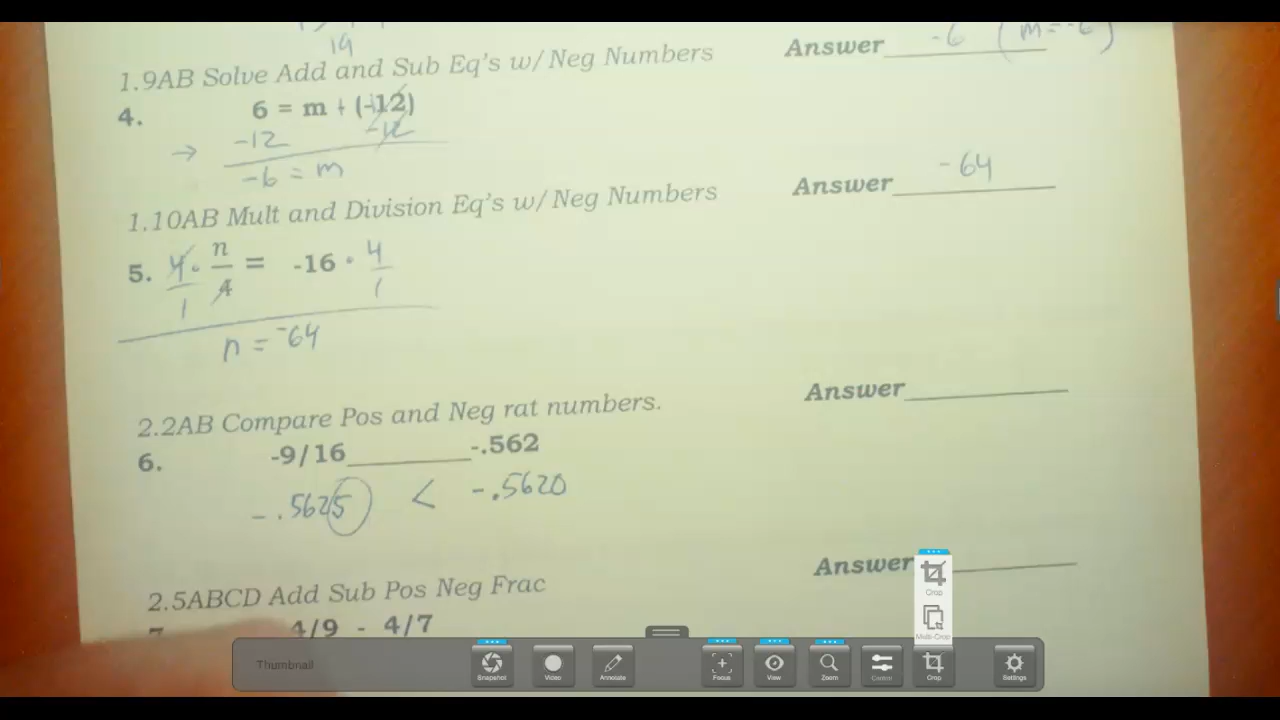 19
Answer -6 (m=-6)
1.9AB Solve Add and Sub Eq's w/ Neg Numbers
4. 6 = m + (-12)
→ -12 -12
-6 = m
Answer -64
1.10AB Mult and Division Eq's w/ Neg Numbers
5. 4/1 · n/4 = -16 · 4/1
n = -64
Answer
2.2AB Compare Pos and Neg rat numbers.
6. -9/16 -.562
-.5625 < -.5620
Answer
2.5ABCD Add Sub Pos Neg Frac
4/9 - 4/7
Crop
Multi-Crop
Thumbnail
Snapshot Video Annotate Focus View Zoom Control Crop Settings